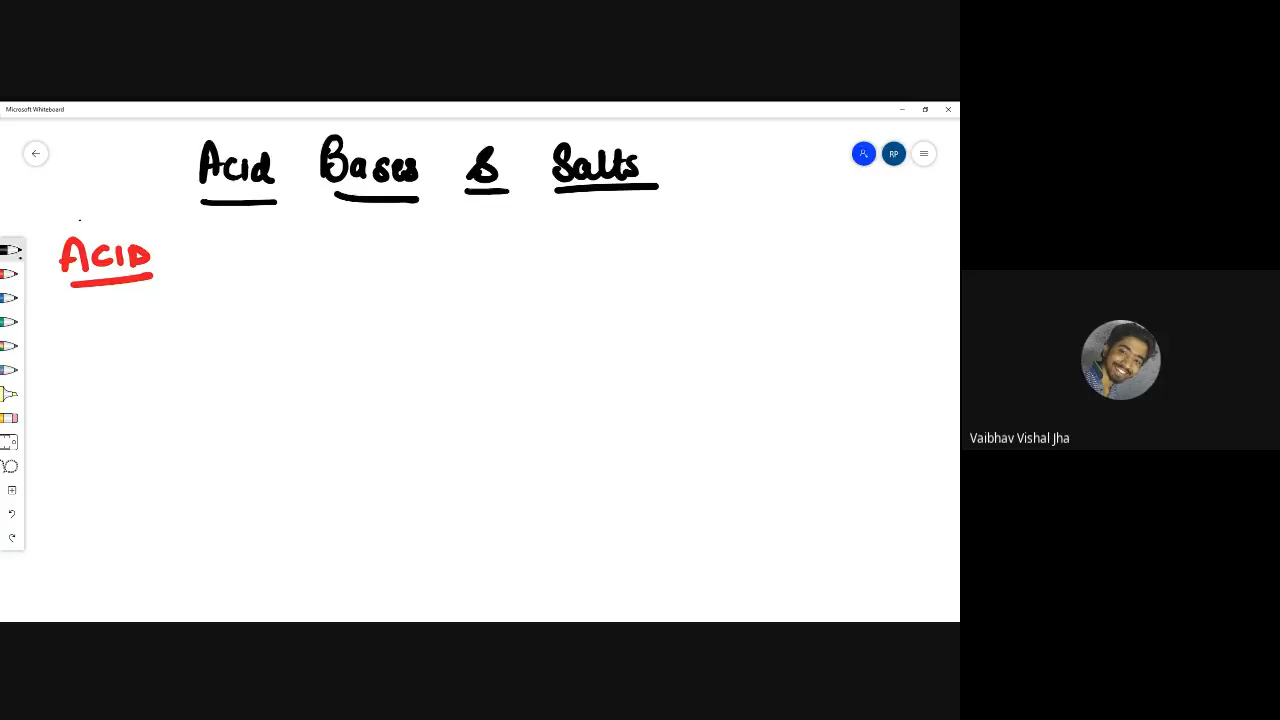 Microsoft Whiteboard
Acid Bases & Salts
RP
ACID
Vaibhav Vishal Jha